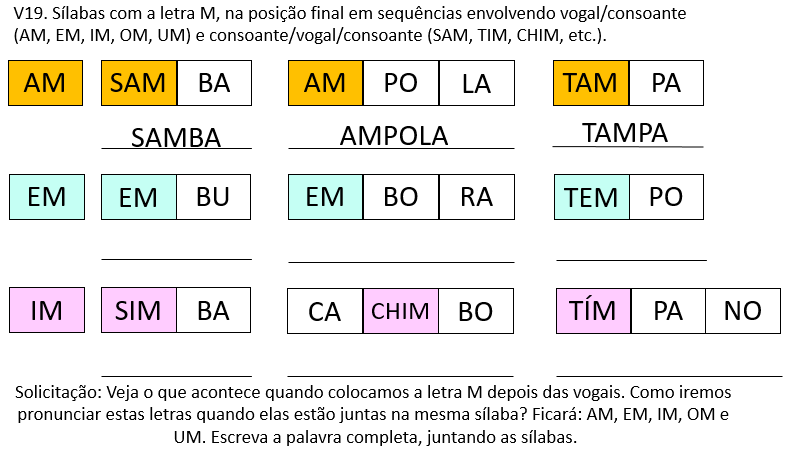 V19. Sílabas com a letra M, na posição final em sequências envolvendo vogal/consoante
(AM, EM, IM, OM, UM) e consoante/vogal/consoante (SAM, TIM, CHIM, etc.).
AM SAM BA AM PO LA TAM PA
SAMBA AMPOLA TAMPA
EM EM BU EM BO RA TEM PO
IM SIM BA CA CHIM BO TÍM PA NO
Solicitação: Veja o que acontece quando colocamos a letra M depois das vogais. Como iremos
pronunciar estas letras quando elas estão juntas na mesma sílaba? Ficará: AM, EM, IM, OM e
UM. Escreva a palavra completa, juntando as sílabas.